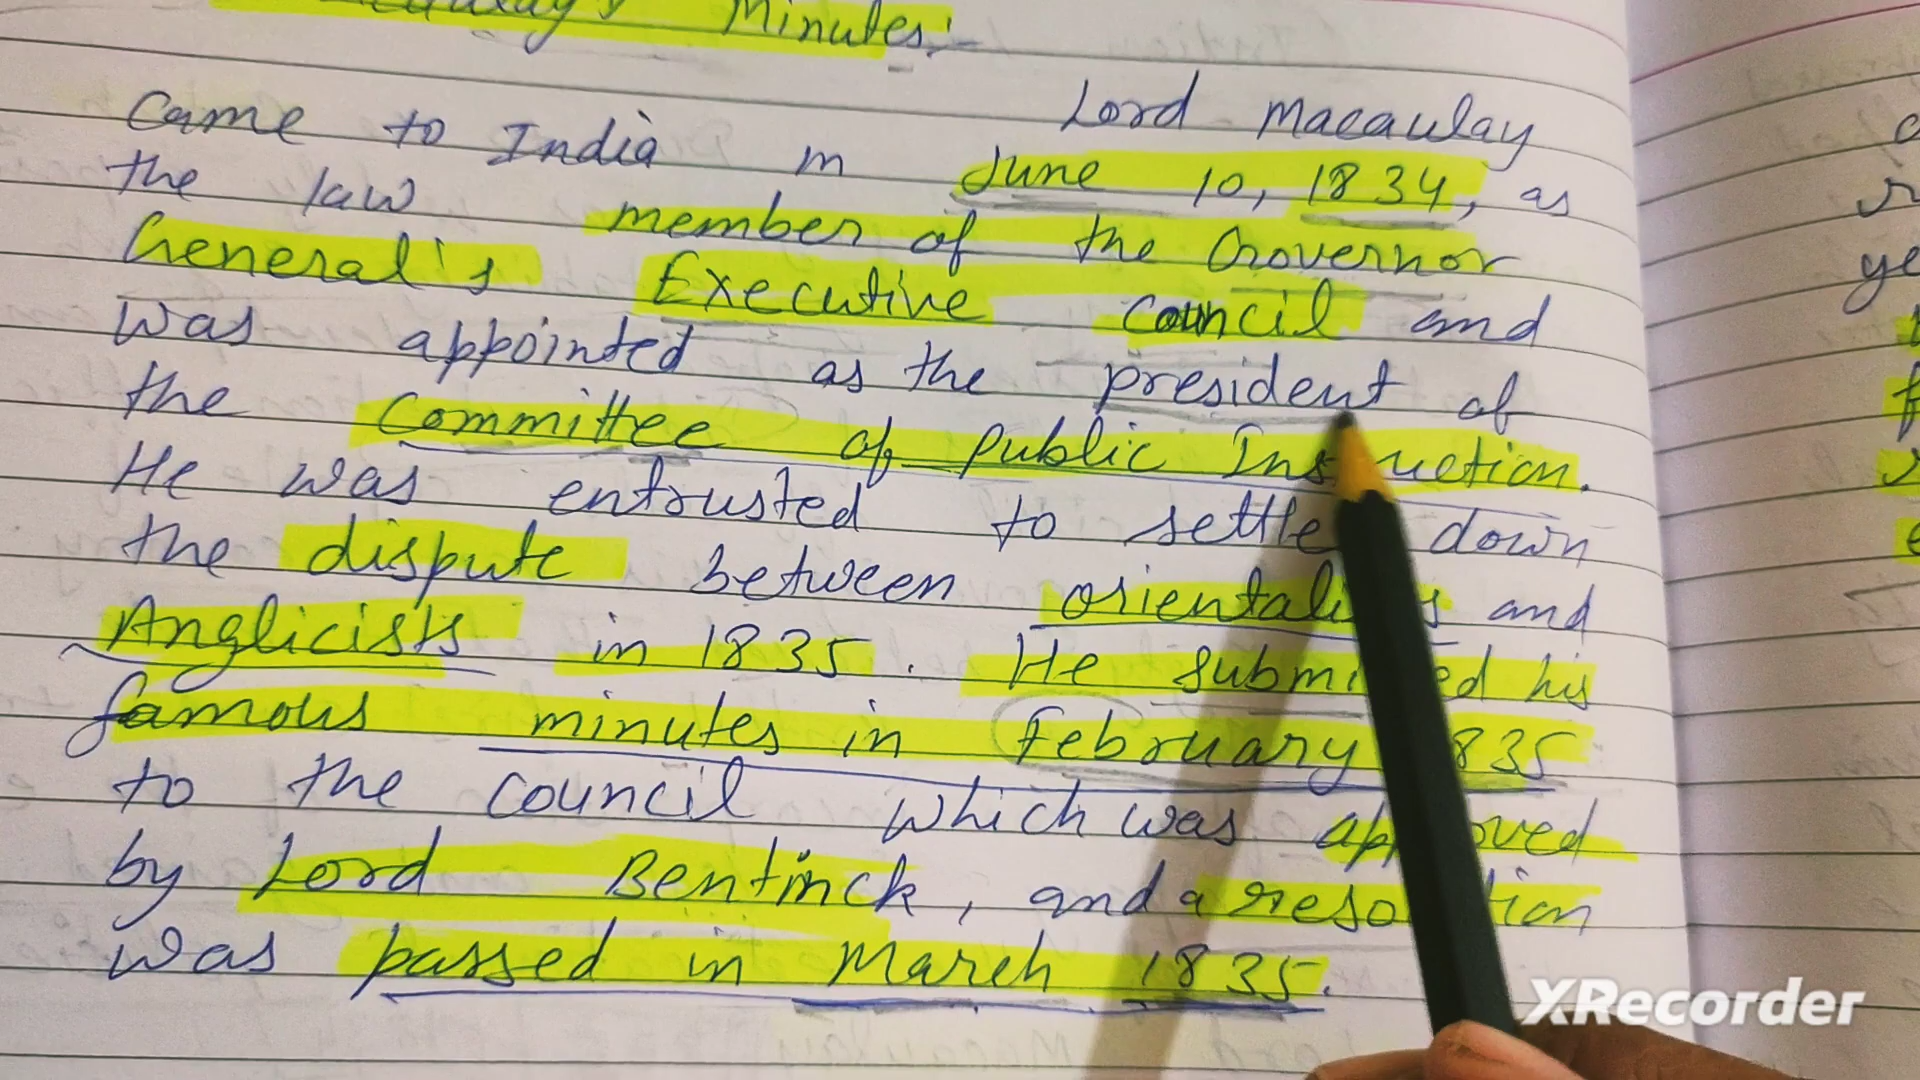 Minutes:-
Lord Macaulay
Came to India in June 10, 1834, as
the law member of the Governor
General's Executive Council and
was appointed as the president of
the Committee of Public Instruction.
He was entrusted to settle down
the dispute between orientalists and
Anglicists in 1835. He submitted his
famous minutes in February 1835
to the council which was approved
by Lord Bentinck, and a resolution
was passed in March 1835.
XRecorder